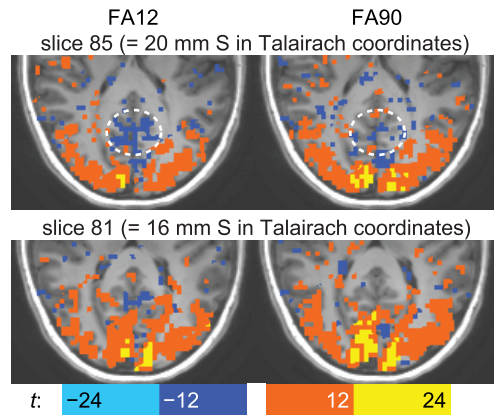 FA12 FA90
slice 85 (= 20 mm S in Talairach coordinates)
slice 81 (= 16 mm S in Talairach coordinates)
t: −24 −12 12 24